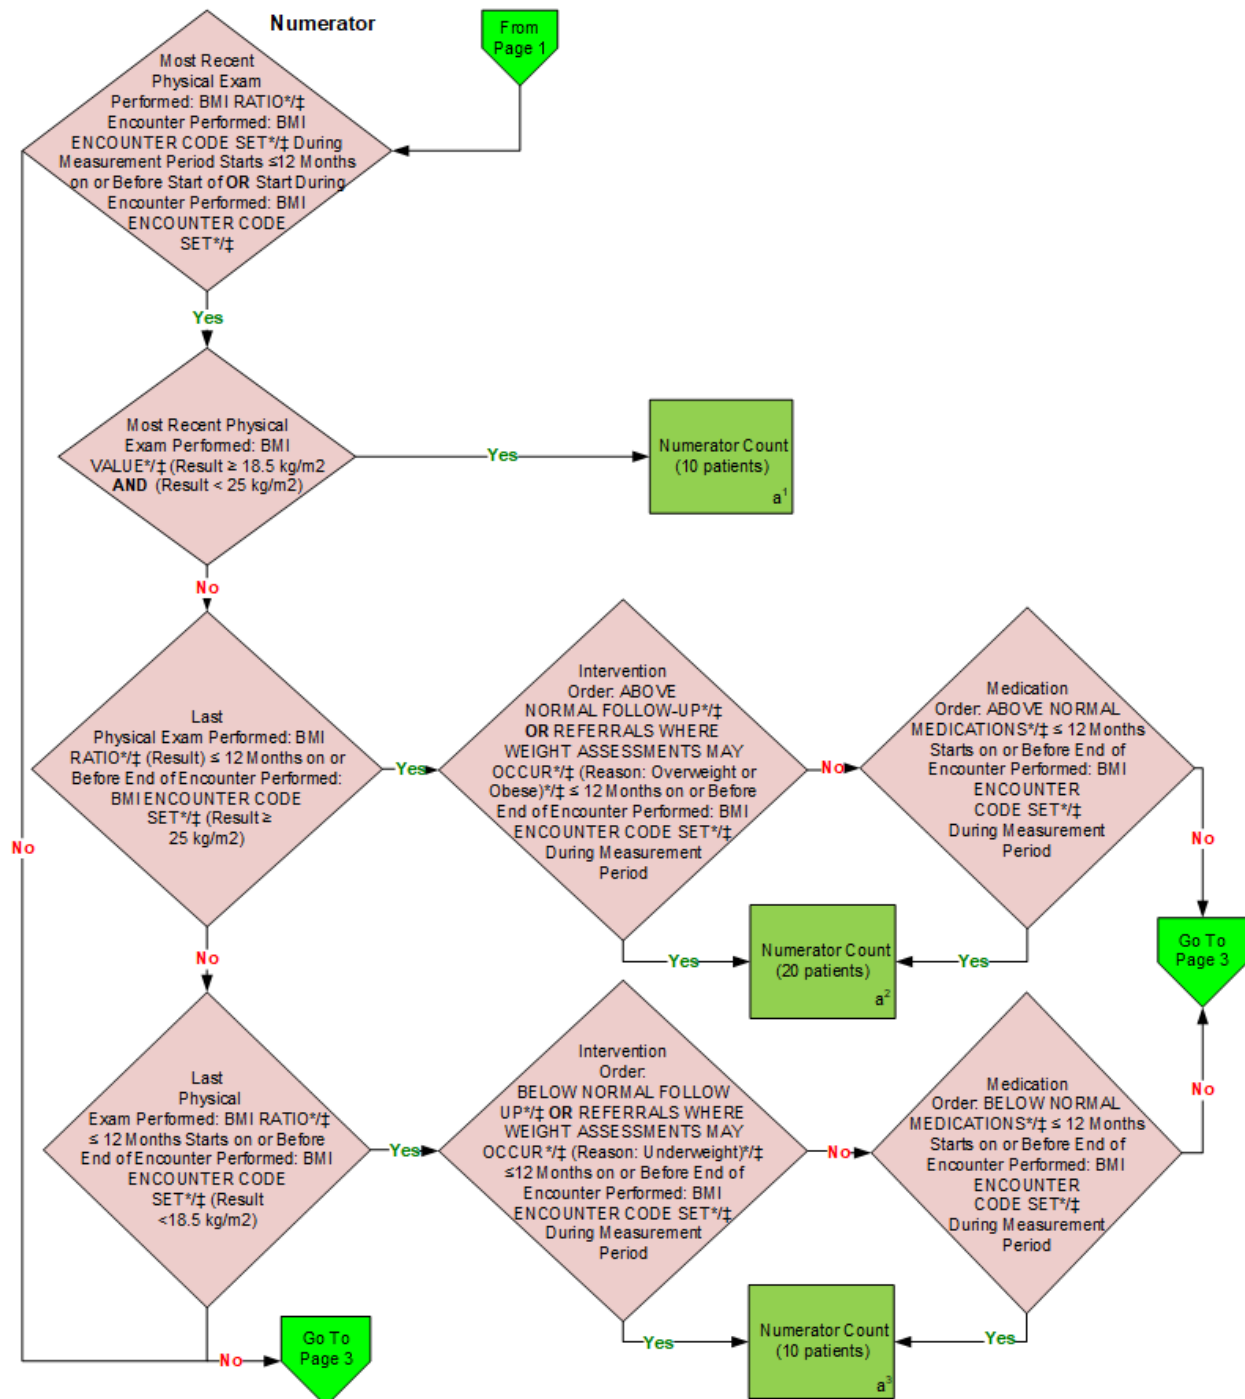 Numerator
From
Page 1
Most Recent
Physical Exam
Performed: BMI RATIO*/‡
Encounter Performed: BMI
ENCOUNTER CODE SET*/‡ During
Measurement Period Starts ≤12 Months
on or Before Start of OR Start During
Encounter Performed: BMI
ENCOUNTER CODE
SET*/‡
Yes
Most Recent Physical
Exam Performed: BMI
VALUE*/‡ (Result ≥ 18.5 kg/m2
AND (Result < 25 kg/m2)
Yes
Numerator Count
(10 patients)
a1
No
Last
Physical Exam Performed: BMI
RATIO*/‡ (Result) ≤ 12 Months on or
Before End of Encounter Performed:
BMI ENCOUNTER CODE
SET*/‡ (Result ≥
25 kg/m2)
Yes
Intervention
Order: ABOVE
NORMAL FOLLOW-UP*/‡
OR REFERRALS WHERE
WEIGHT ASSESSMENTS MAY
OCCUR*/‡ (Reason: Overweight or
Obese)*/‡ ≤ 12 Months on or Before
End of Encounter Performed: BMI
ENCOUNTER CODE SET*/‡
During Measurement
Period
No
Medication
Order: ABOVE NORMAL
MEDICATIONS*/‡ ≤ 12 Months
Starts on or Before End of
Encounter Performed: BMI
ENCOUNTER
CODE SET*/‡
During Measurement
Period
No
No
Yes
Numerator Count
(20 patients)
a2
Yes
Go To
Page 3
No
Last
Physical
Exam Performed: BMI RATIO*/‡
≤ 12 Months Starts on or Before
End of Encounter Performed: BMI
ENCOUNTER CODE
SET*/‡ (Result
<18.5 kg/m2)
Yes
Intervention
Order:
BELOW NORMAL FOLLOW
UP*/‡ OR REFERRALS WHERE
WEIGHT ASSESSMENTS MAY
OCCUR*/‡ (Reason: Underweight)*/‡
≤12 Months on or Before End of
Encounter Performed: BMI
ENCOUNTER CODE SET*/‡
During Measurement
Period
No
Medication
Order: BELOW NORMAL
MEDICATIONS*/‡ ≤ 12 Months
Starts on or Before End of
Encounter Performed: BMI
ENCOUNTER
CODE SET*/‡
During Measurement
Period
No
Yes
Numerator Count
(10 patients)
a3
Yes
No
Go To
Page 3